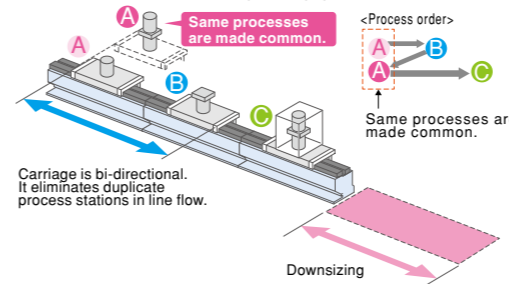 A
Same processes
are made common.
A
B
C
Carriage is bi-directional.
It eliminates duplicate
process stations in line flow.
<Process order>
A
B
A
C
Same processes ar
made common.
Downsizing